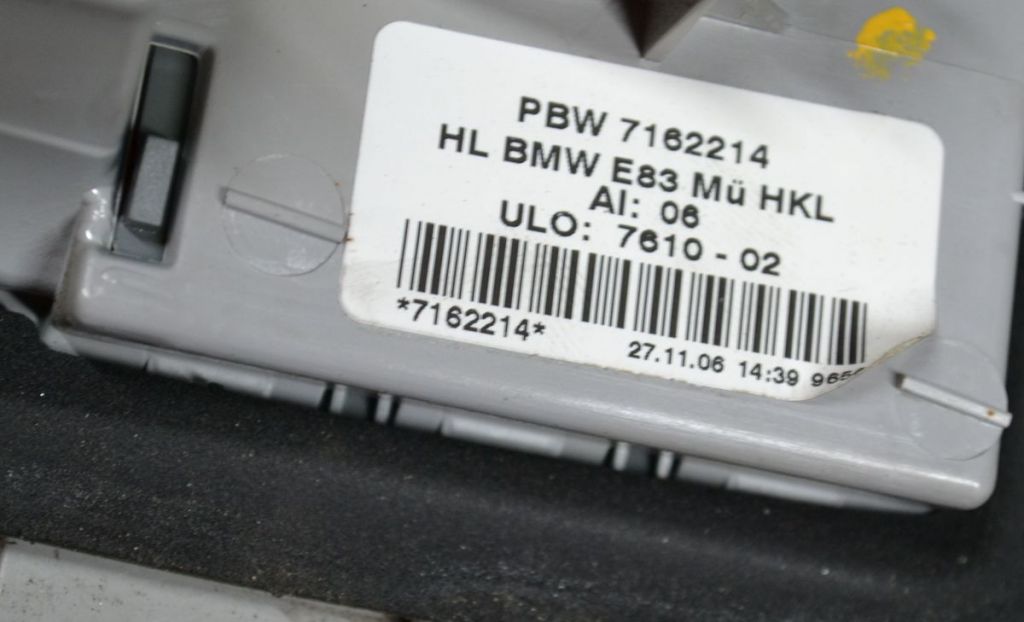 PBW 7162214
HL BMW E83 Mü HKL
AI: 06
ULO: 7610 - 02
*7162214*
27.11.06 14:39